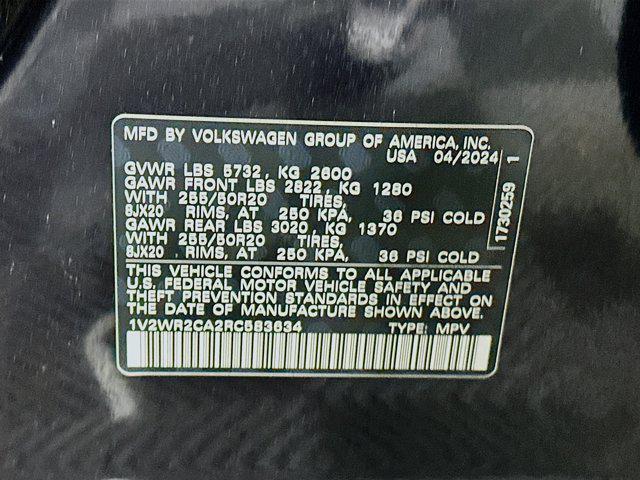 MFD BY VOLKSWAGEN GROUP OF AMERICA, INC.
USA 04/2024
GVWR LBS 5732, KG 2600
GAWR FRONT LBS 2822, KG 1280
WITH 255/50R20 TIRES,
8JX20 RIMS, AT 250 KPA, 36 PSI COLD
GAWR REAR LBS 3020, KG 1370
WITH 255/50R20 TIRES,
8JX20 RIMS, AT 250 KPA, 36 PSI COLD
THIS VEHICLE CONFORMS TO ALL APPLICABLE
U.S. FEDERAL MOTOR VEHICLE SAFETY AND
THEFT PREVENTION STANDARDS IN EFFECT ON
THE DATE OF MANUFACTURE SHOWN ABOVE.
1V2WR2CA2RC583634 TYPE: MPV
1730259 1